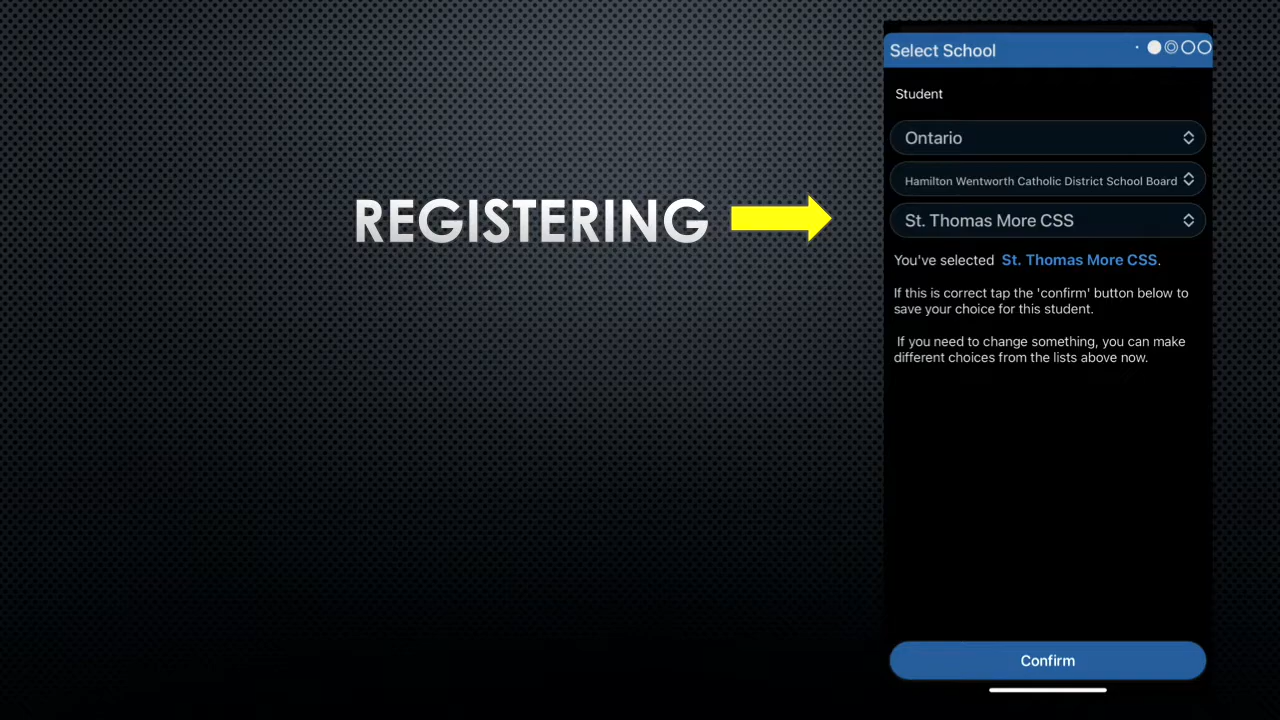 REGISTERING
Select School
Student
Ontario
Hamilton Wentworth Catholic District School Board
St. Thomas More CSS
You've selected St. Thomas More CSS.
If this is correct tap the 'confirm' button below to
save your choice for this student.
If you need to change something, you can make
different choices from the lists above now.
Confirm